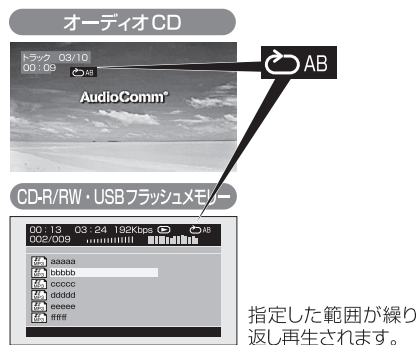 オーディオCD
トラック 03/10
00:09
AB
AudioComm®
AB
CD-R/RW・USBフラッシュメモリー
00:13 03:24 192Kbps AB
002/009
aaaaa
bbbbb
ccccc
ddddd
eeeee
ffffff
指定した範囲が繰り
返し再生されます。